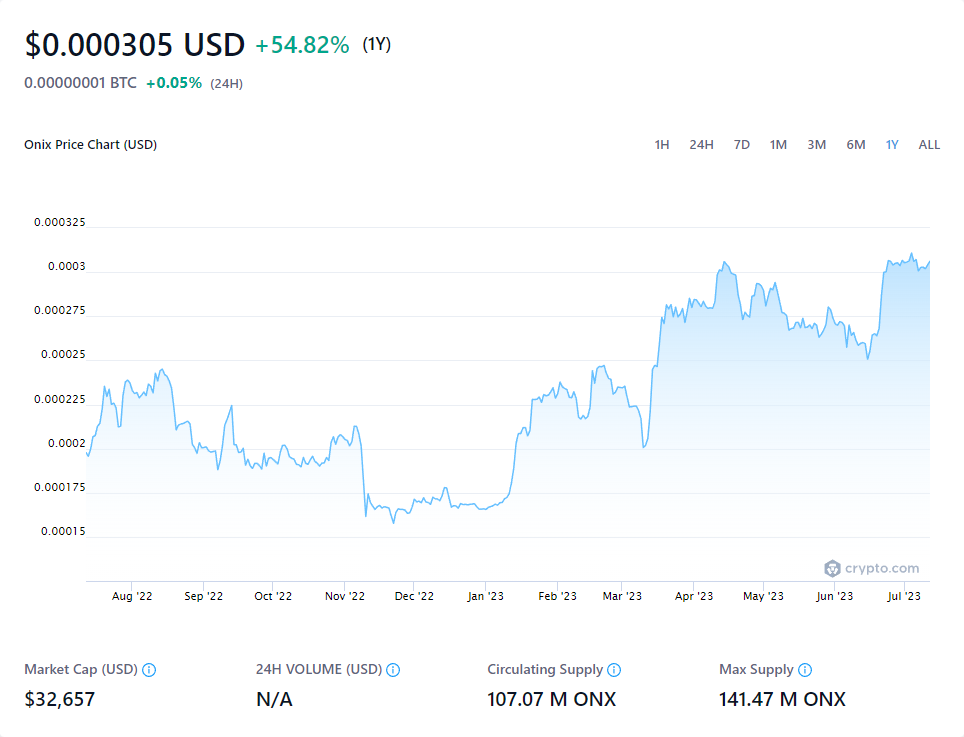 $0.000305 USD +54.82% (1Y)
0.00000001 BTC +0.05% (24H)
Onix Price Chart (USD) 1H 24H 7D 1M 3M 6M 1Y ALL
0.000325
0.0003
0.000275
0.00025
0.000225
0.0002
0.000175
0.00015
crypto.com
Aug '22 Sep '22 Oct '22 Nov '22 Dec '22 Jan '23 Feb '23 Mar '23 Apr '23 May '23 Jun '23 Jul '23
Market Cap (USD) 24H VOLUME (USD) Circulating Supply Max Supply
$32,657 N/A 107.07 M ONX 141.47 M ONX